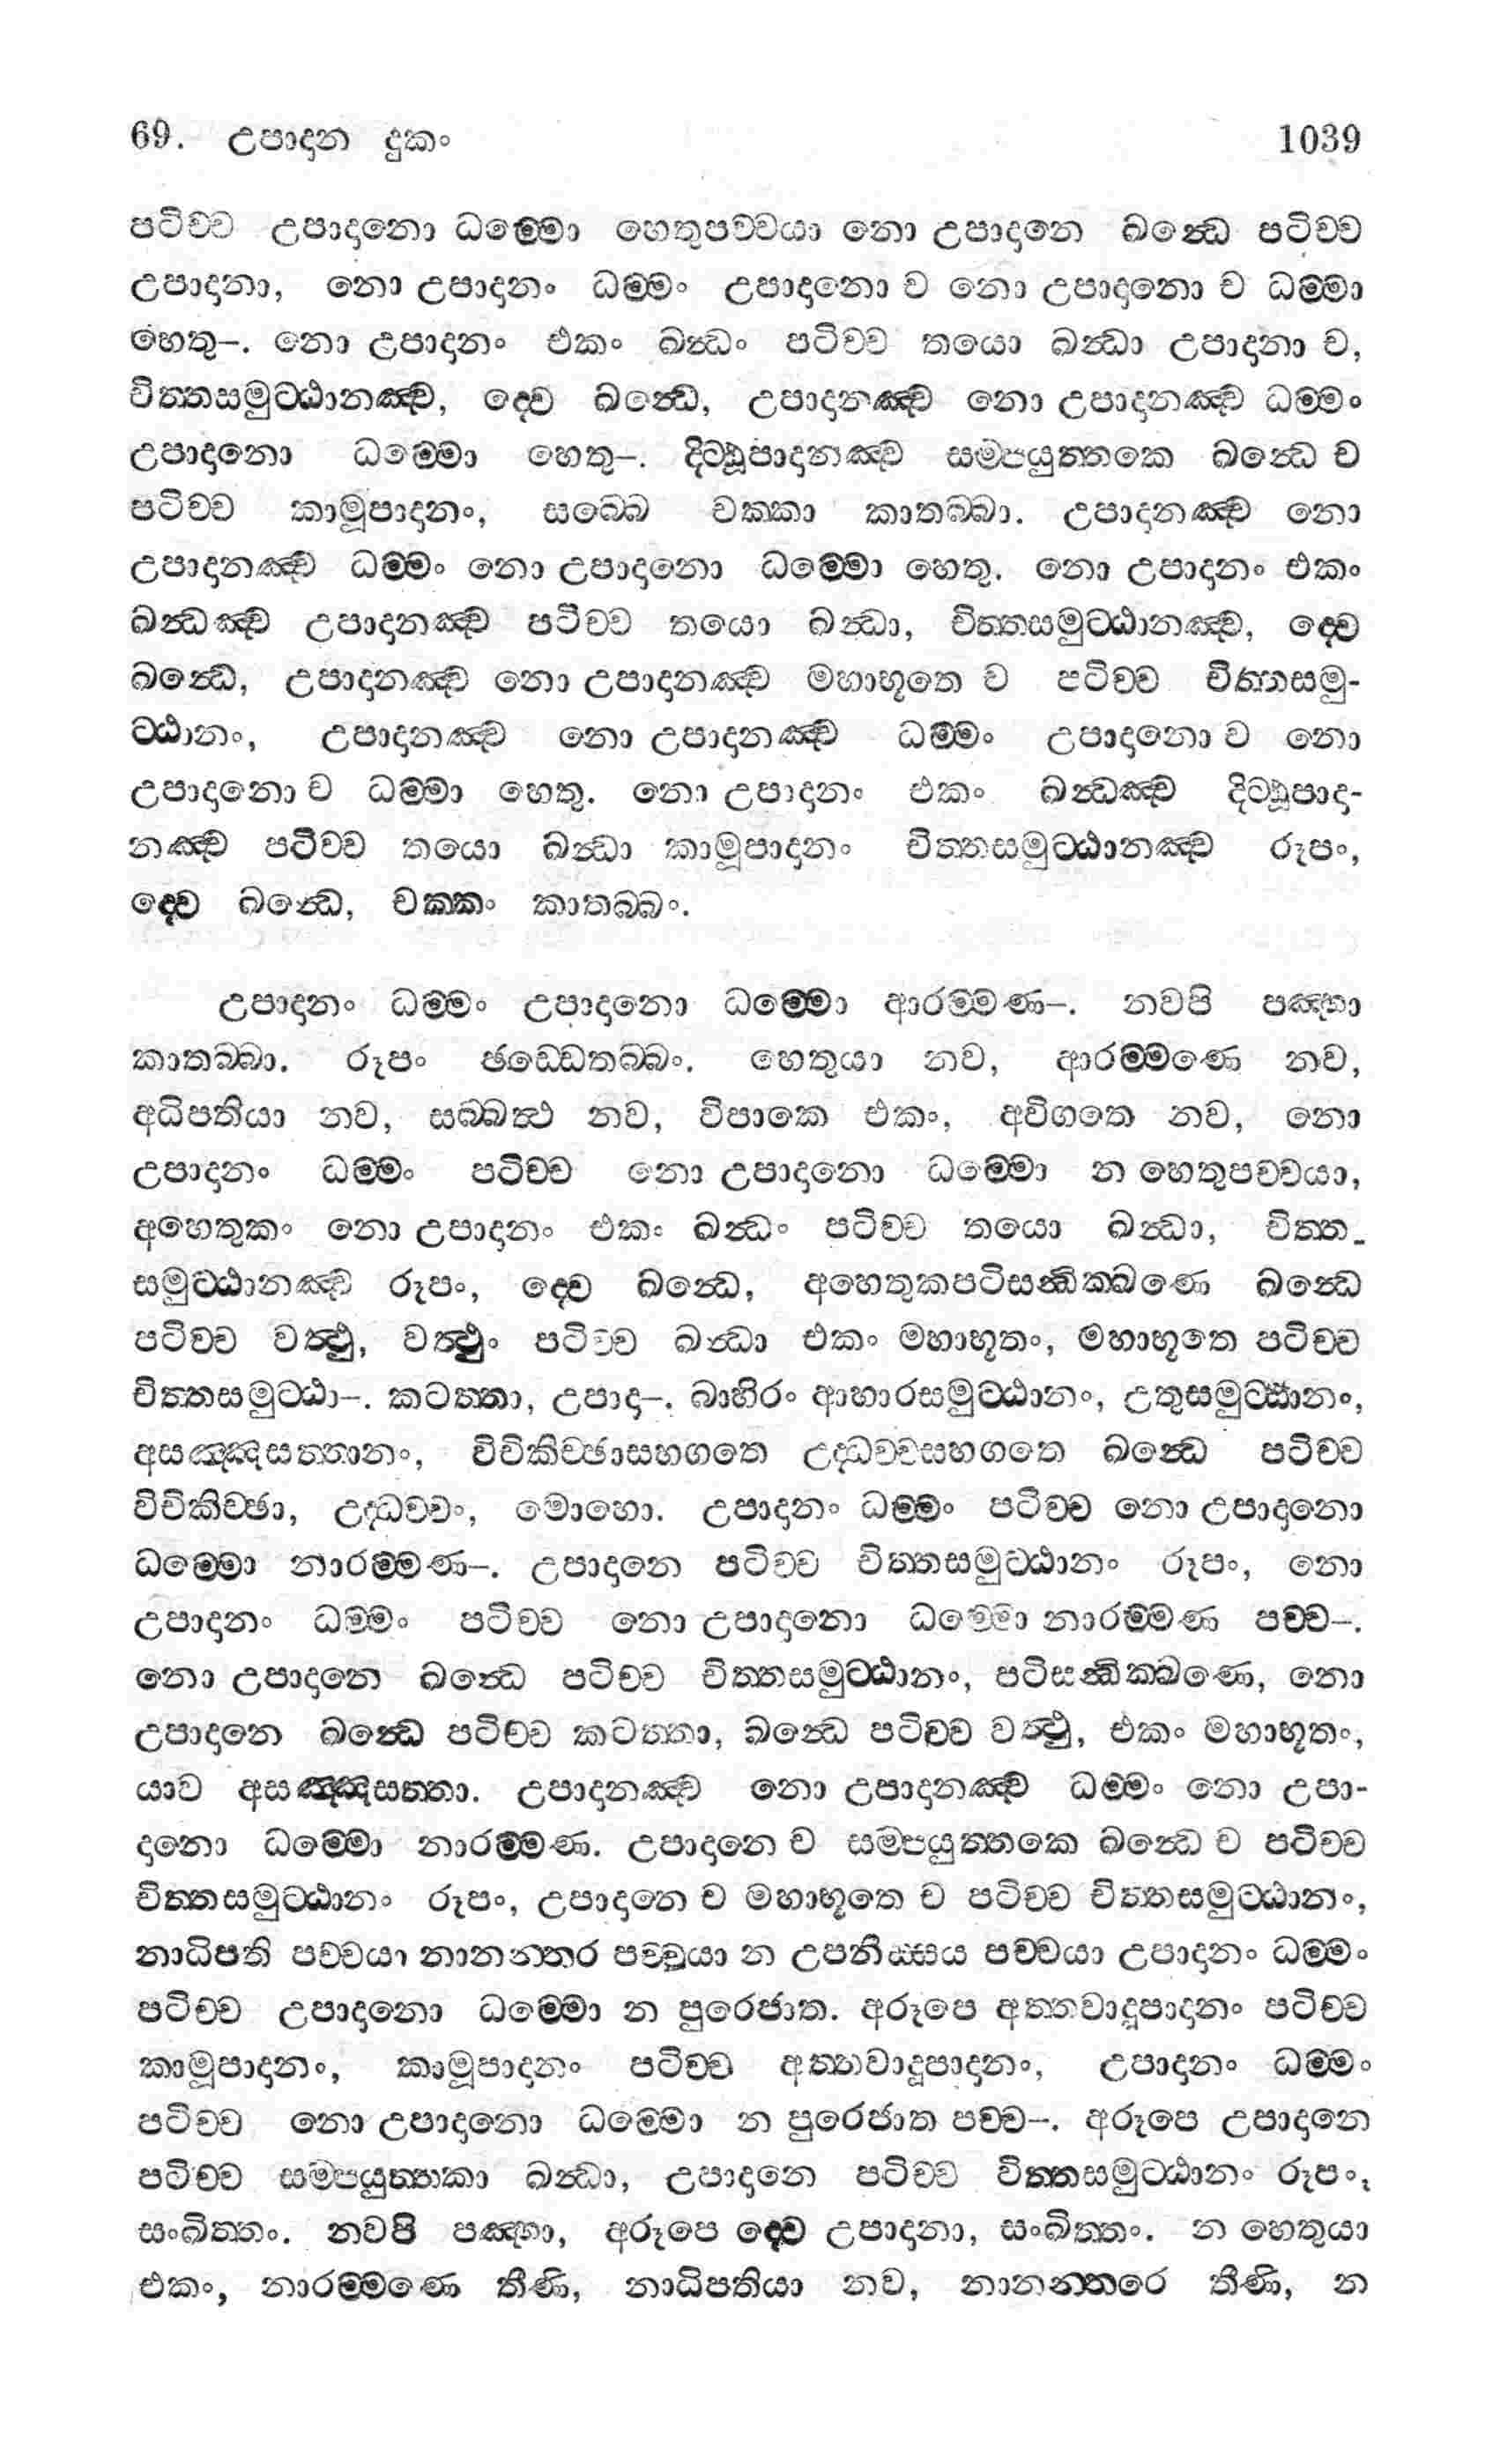 69. උපාදාන දුකං 1039
පටිච්ච උපාදානො ධම්මො හෙතුපච්චයා නො උපාදානෙ ඛන්ධෙ පටිච්ච
උපාදානා, නො උපාදානං ධම්මං උපාදානො ච නො උපාදානො ච ධම්මා
හෙතු–. නො උපාදානං එකං ඛන්ධං පටිච්ච තයො ඛන්ධා උපාදානා ච,
චිත්තසමුට්ඨානඤ්ච, ද්වෙ ඛන්ධෙ, උපාදානඤ්ච නො උපාදානඤ්ච ධම්මං
උපාදානො ධම්මො හෙතු–. දිට්ඨුපාදානඤ්ච සම්පයුත්තකෙ ඛන්ධෙ ච
පටිච්ච කාමූපාදානං, සබ්බෙ චක්කා කාතබ්බා. උපාදානඤ්ච නො
උපාදානඤ්ච ධම්මං නො උපාදානො ධම්මො හෙතු. නො උපාදානං එකං
ඛන්ධඤ්ච උපාදානඤ්ච පටිච්ච තයො ඛන්ධා, චිත්තසමුට්ඨානඤ්ච, ද්වෙ
ඛන්ධෙ, උපාදානඤ්ච නො උපාදානඤ්ච මහාභූතෙ ච පටිච්ච චිත්තසමු-
ට්ඨානං, උපාදානඤ්ච නො උපාදානඤ්ච ධම්මං උපාදානො ච නො
උපාදානො ච ධම්මා හෙතු. නො උපාදානං එකං ඛන්ධඤ්ච දිට්ඨුපාදා-
නඤ්ච පටිච්ච තයො ඛන්ධා කාමූපාදානං චිත්තසමුට්ඨානඤ්ච රූපං,
ද්වෙ ඛන්ධෙ, චක්කං කාතබ්බං.
උපාදානං ධම්මං උපාදානො ධම්මො ආරම්මණ–. නවපි පඤ්හා
කාතබ්බා. රූපං ඡඩ්ඩෙතබ්බං. හෙතුයා නව, ආරම්මණෙ නව,
අධිපතියා නව, සබ්බත්ථ නව, විපාකෙ එකං, අවිගතෙ නව, නො
උපාදානං ධම්මං පටිච්ච නො උපාදානො ධම්මො න හෙතුපච්චයා,
අහෙතුකං නො උපාදානං එකං ඛන්ධං පටිච්ච තයො ඛන්ධා, චිත්ත-
සමුට්ඨානඤ්ච රූපං, ද්වෙ ඛන්ධෙ, අහෙතුකපටිසන්ධික්ඛණෙ ඛන්ධෙ
පටිච්ච වත්ථු, වත්ථුං පටිච්ච ඛන්ධා එකං මහාභූතං, මහාභූතෙ පටිච්ච
චිත්තසමුට්ඨා–. කටත්තා, උපාදා–. බාහිරං ආහාරසමුට්ඨානං, උතුසමුට්ඨානං,
අසඤ්ඤසත්තානං, විචිකිච්ඡාසහගතෙ උද්ධච්චසහගතෙ ඛන්ධෙ පටිච්ච
විචිකිච්ඡා, උද්ධච්චං, මොහො. උපාදානං ධම්මං පටිච්ච නො උපාදානො
ධම්මො නාරම්මණ–. උපාදානෙ පටිච්ච චිත්තසමුට්ඨානං රූපං, නො
උපාදානං ධම්මං පටිච්ච නො උපාදානො ධම්මො නාරම්මණ පච්ච–.
නො උපාදානෙ ඛන්ධෙ පටිච්ච චිත්තසමුට්ඨානං, පටිසන්ධික්ඛණෙ, නො
උපාදානෙ ඛන්ධෙ පටිච්ච කටත්තා, ඛන්ධෙ පටිච්ච වත්ථු, එකං මහාභූතං,
යාව අසඤ්ඤසත්තා. උපාදානඤ්ච නො උපාදානඤ්ච ධම්මං නො උපා-
දානො ධම්මො නාරම්මණ. උපාදානෙ ච සම්පයුත්තකෙ ඛන්ධෙ ච පටිච්ච
චිත්තසමුට්ඨානං රූපං, උපාදානෙ ච මහාභූතෙ ච පටිච්ච චිත්තසමුට්ඨානං,
නාධිපති පච්චයා නානන්තර පච්චයා න උපනිස්සය පච්චයා උපාදානං ධම්මං
පටිච්ච උපාදානො ධම්මො න පුරෙජාත. අරූපෙ අත්තවාදූපාදානං පටිච්ච
කාමූපාදානං, කාමූපාදානං පටිච්ච අත්තවාදූපාදානං, උපාදානං ධම්මං
පටිච්ච නො උපාදානො ධම්මො න පුරෙජාත පච්ච–. අරූපෙ උපාදානෙ
පටිච්ච සම්පයුත්තකා ඛන්ධා, උපාදානෙ පටිච්ච චිත්තසමුට්ඨානං රූපං,
සංඛිත්තං. නවපි පඤ්හා, අරූපෙ ද්වෙ උපාදානා, සංඛිත්තං. න හෙතුයා
එකං, නාරම්මණෙ තීණි, නාධිපතියා නව, නානන්තරෙ තීණි, න